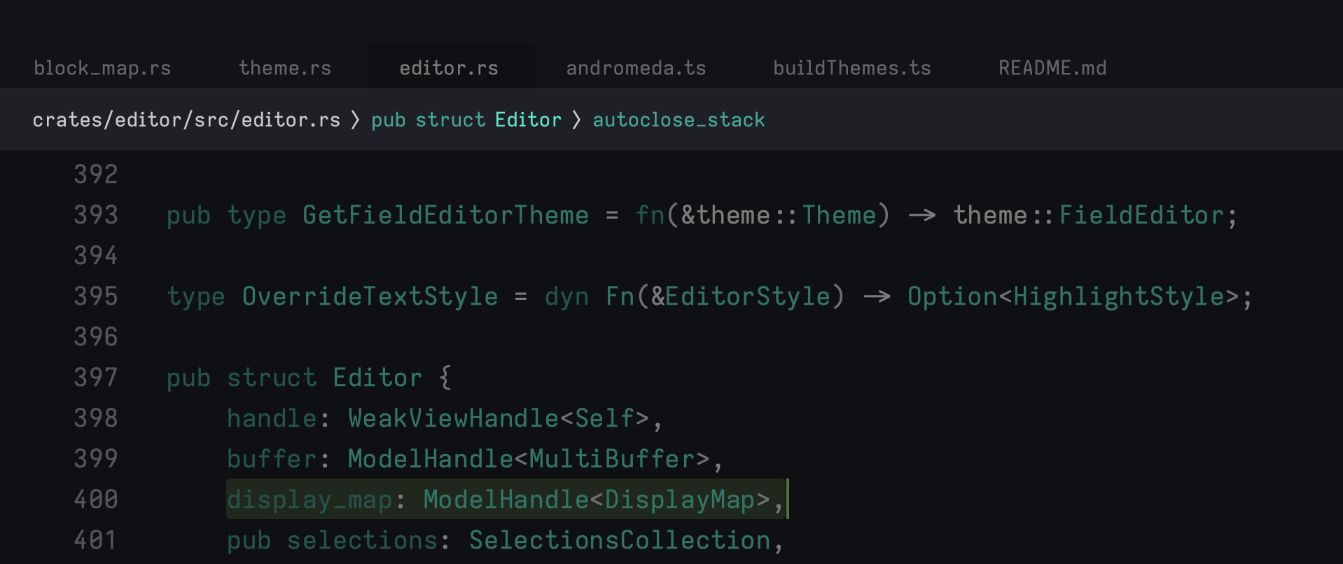 block_map.rs theme.rs editor.rs andromeda.ts buildThemes.ts README.md
crates/editor/src/editor.rs 〉 pub struct Editor 〉 autoclose_stack
392
393 pub type GetFieldEditorTheme = fn(&theme::Theme) -> theme::FieldEditor;
394
395 type OverrideTextStyle = dyn Fn(&EditorStyle) -> Option<HighlightStyle>;
396
397 pub struct Editor {
398     handle: WeakViewHandle<Self>,
399     buffer: ModelHandle<MultiBuffer>,
400     display_map: ModelHandle<DisplayMap>,
401     pub selections: SelectionsCollection,